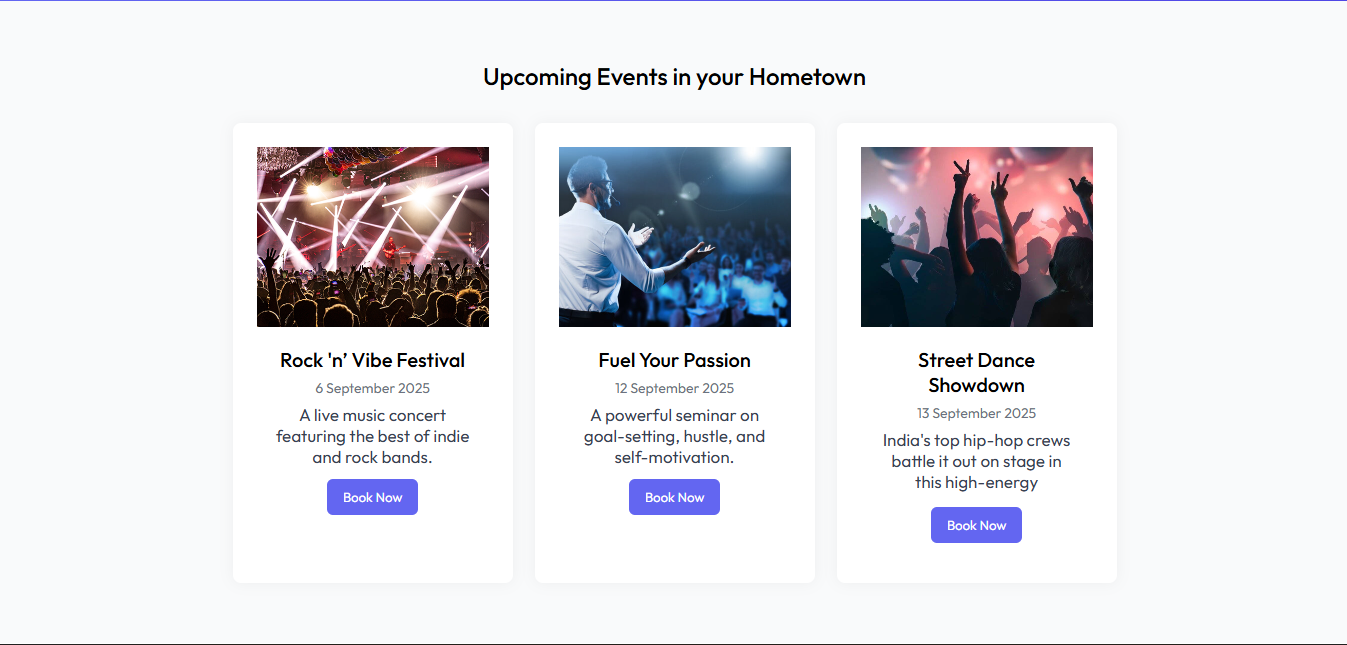 Upcoming Events in your Hometown
Rock 'n’ Vibe Festival
6 September 2025
A live music concert
featuring the best of indie
and rock bands.
Book Now
Fuel Your Passion
12 September 2025
A powerful seminar on
goal-setting, hustle, and
self-motivation.
Book Now
Street Dance
Showdown
13 September 2025
India's top hip-hop crews
battle it out on stage in
this high-energy
Book Now